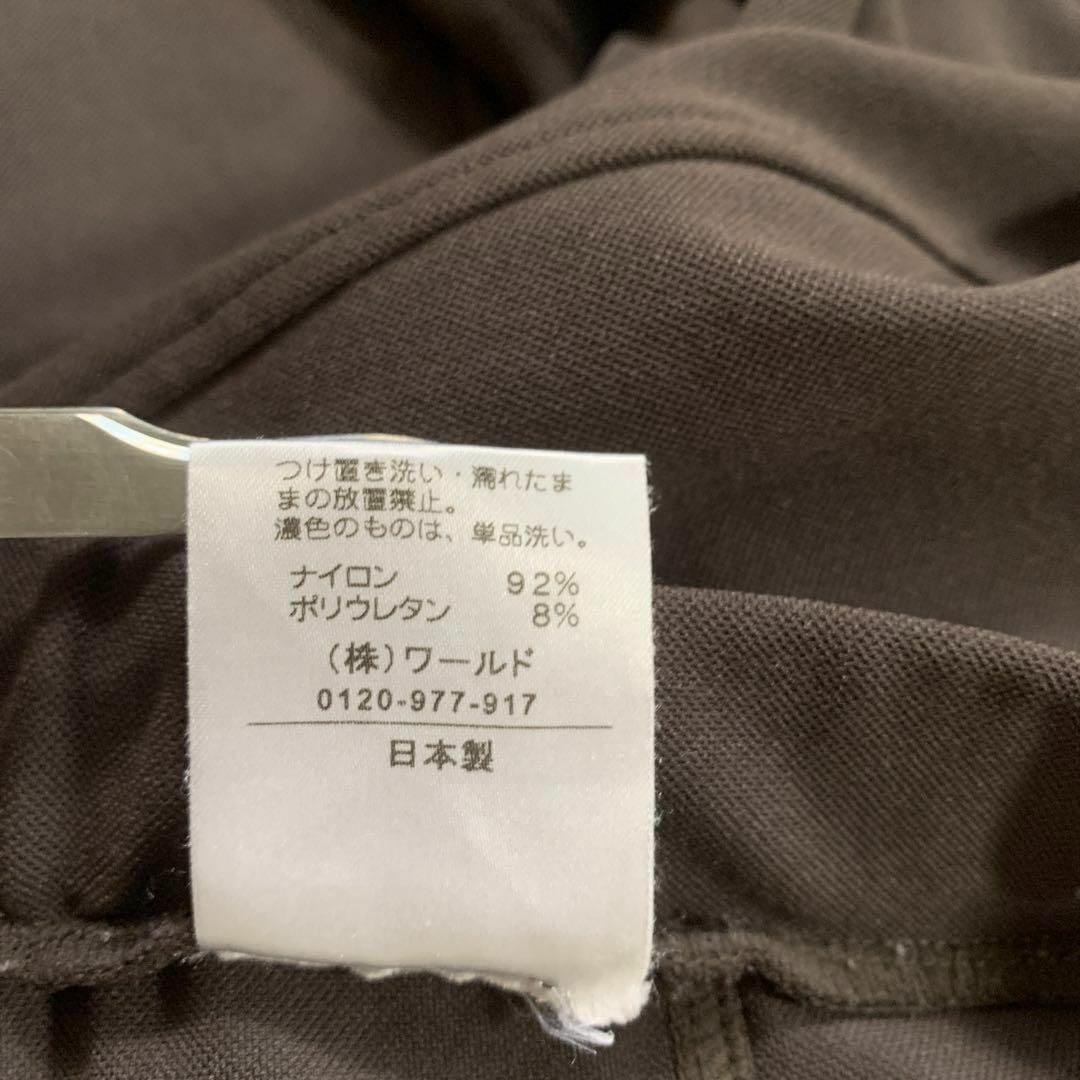 つけ置き洗い・濡れたま
まの放置禁止。
濃色のものは、単品洗い。
ナイロン 92%
ポリウレタン 8%
(株)ワールド
0120-977-917
日本製